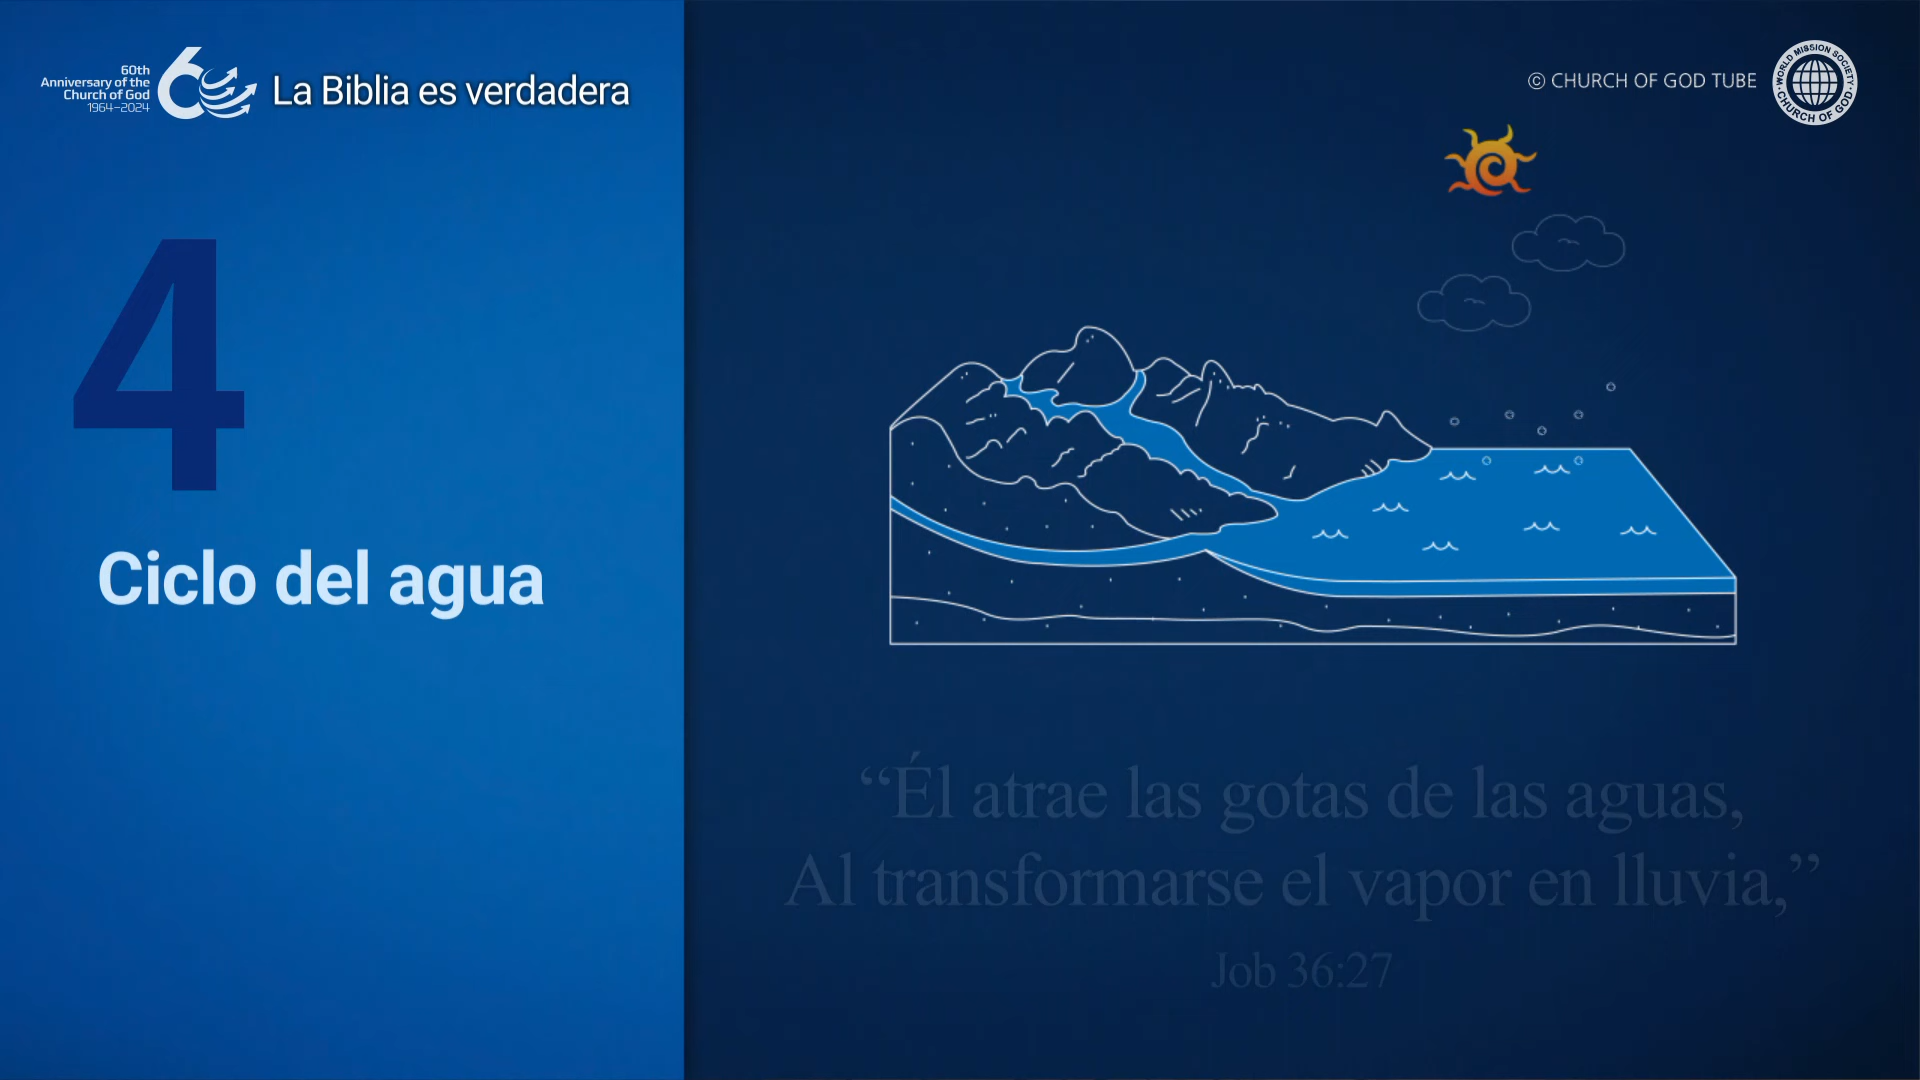 60th
Anniversary of the
Church of God
1964–2024
60
La Biblia es verdadera
© CHURCH OF GOD TUBE
WORLD MISSION SOCIETY
CHURCH OF GOD
4
Ciclo del agua
“Él atrae las gotas de las aguas,
Al transformarse el vapor en lluvia,”
Job 36:27